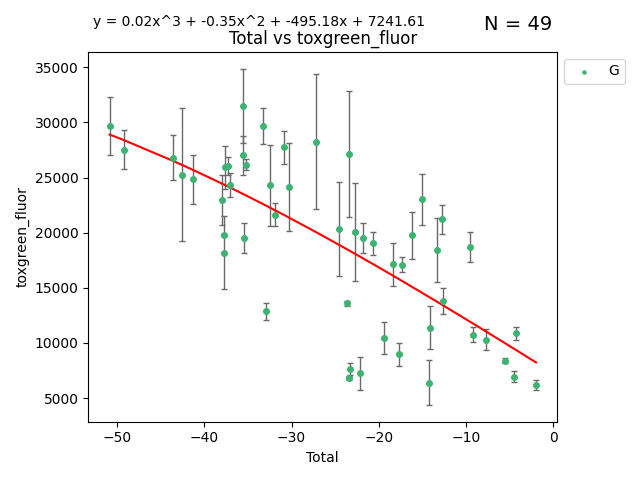 y = 0.02x^3 + -0.35x^2 + -495.18x + 7241.61
N = 49
Total vs toxgreen_fluor
G
35000
30000
25000
20000
15000
10000
5000
toxgreen_fluor
−50
−40
−30
−20
−10
0
Total